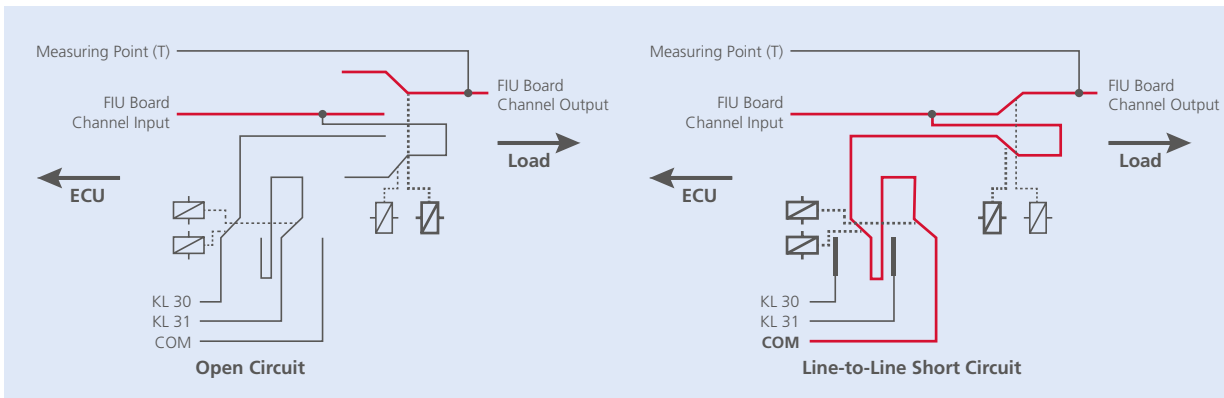 Measuring Point (T)
FIU Board
Channel Input
FIU Board
Channel Output
Load
ECU
KL 30
KL 31
COM
Open Circuit
Measuring Point (T)
FIU Board
Channel Input
FIU Board
Channel Output
Load
ECU
KL 30
KL 31
COM
Line-to-Line Short Circuit